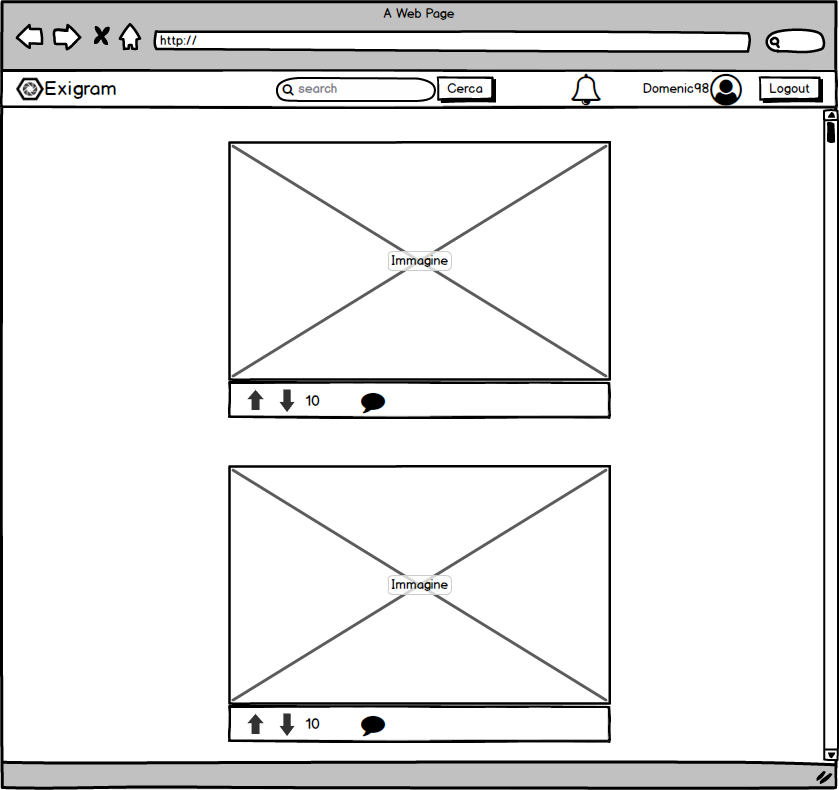 A Web Page
http://
Exigram
search
Cerca
Domenic98
Logout
Immagine
10
Immagine
10